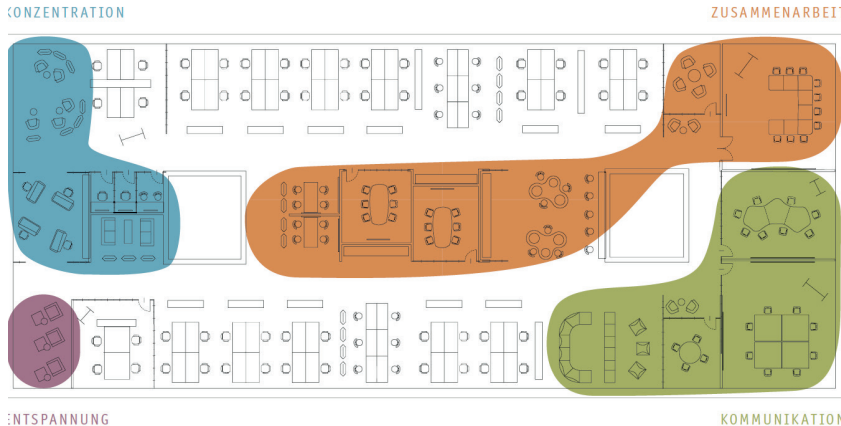 KONZENTRATION
ZUSAMMENARBEIT
ENTSPANNUNG
KOMMUNIKATION